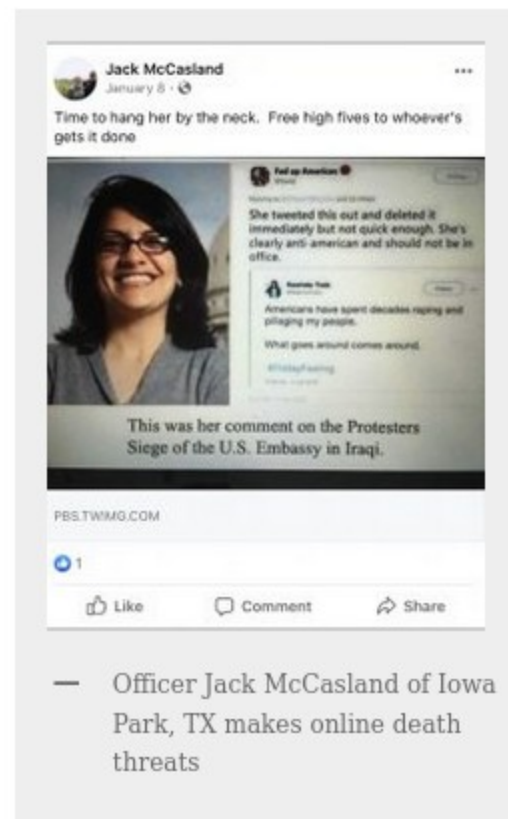 Jack McCasland
January 8
Time to hang her by the neck. Free high fives to whoever's
gets it done
Fed up American
She tweeted this out and deleted it
immediately but not quick enough. She's
clearly anti-american and should not be in
office.
Americans have spent decades raping and
pillaging my people.
What goes around comes around.
#FridayFeeling
This was her comment on the Protesters
Siege of the U.S. Embassy in Iraqi.
PBS.TWIMG.COM
1
Like Comment Share
Officer Jack McCasland of Iowa
Park, TX makes online death
threats